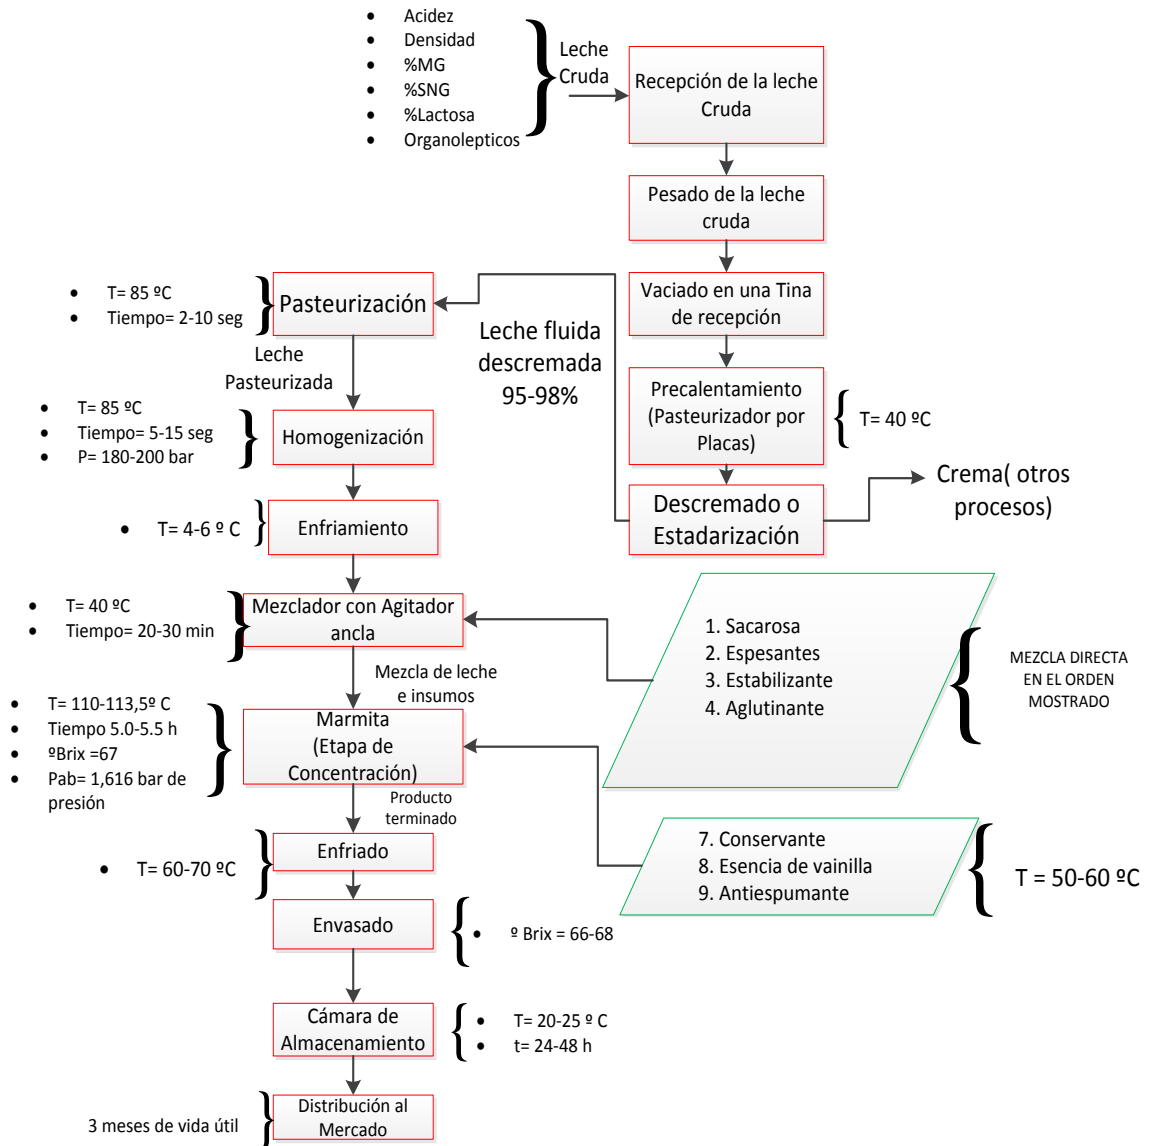 • Acidez
• Densidad
• %MG
• %SNG
• %Lactosa
• Organolepticos
Leche
Cruda
Recepción de la leche
Cruda
Pesado de la leche
cruda
Vaciado en una Tina
de recepción
Precalentamiento
(Pasteurizador por
Placas)
T= 40 ºC
Descremado o
Estadarización
Crema( otros
procesos)
Leche fluida
descremada
95-98%
• T= 85 ºC
• Tiempo= 2-10 seg
Pasteurización
Leche
Pasteurizada
• T= 85 ºC
• Tiempo= 5-15 seg
• P= 180-200 bar
Homogenización
• T= 4-6 º C
Enfriamiento
• T= 40 ºC
• Tiempo= 20-30 min
Mezclador con Agitador
ancla
1. Sacarosa
2. Espesantes
3. Estabilizante
4. Aglutinante
MEZCLA DIRECTA
EN EL ORDEN
MOSTRADO
Mezcla de leche
e insumos
• T= 110-113,5º C
• Tiempo 5.0-5.5 h
• ºBrix =67
• Pab= 1,616 bar de
presión
Marmita
(Etapa de
Concentración)
7. Conservante
8. Esencia de vainilla
9. Antiespumante
T = 50-60 ºC
Producto
terminado
• T= 60-70 ºC
Enfriado
Envasado
• º Brix = 66-68
Cámara de
Almacenamiento
• T= 20-25 º C
• t= 24-48 h
3 meses de vida útil
Distribución al
Mercado